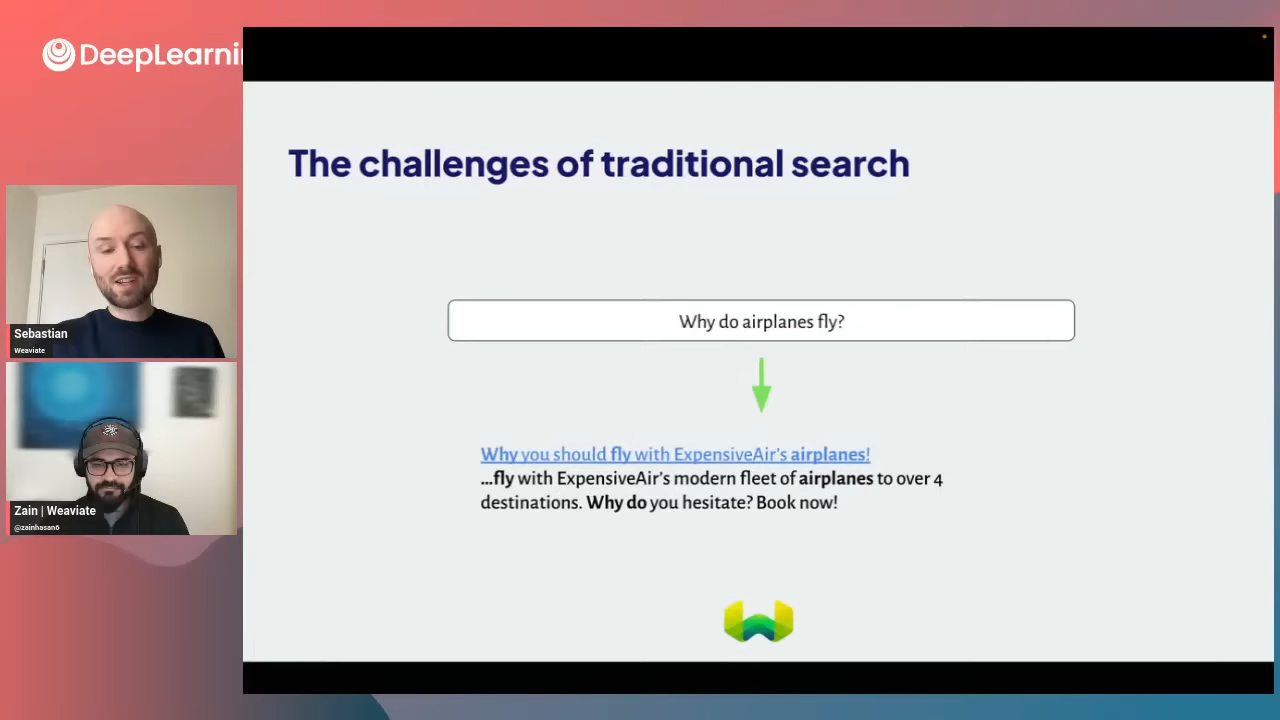 DeepLearni
The challenges of traditional search
Why do airplanes fly?
Why you should fly with ExpensiveAir's airplanes!
...fly with ExpensiveAir's modern fleet of airplanes to over 4
destinations. Why do you hesitate? Book now!
Sebastian
Weaviate
Zain | Weaviate
@zainhasan6